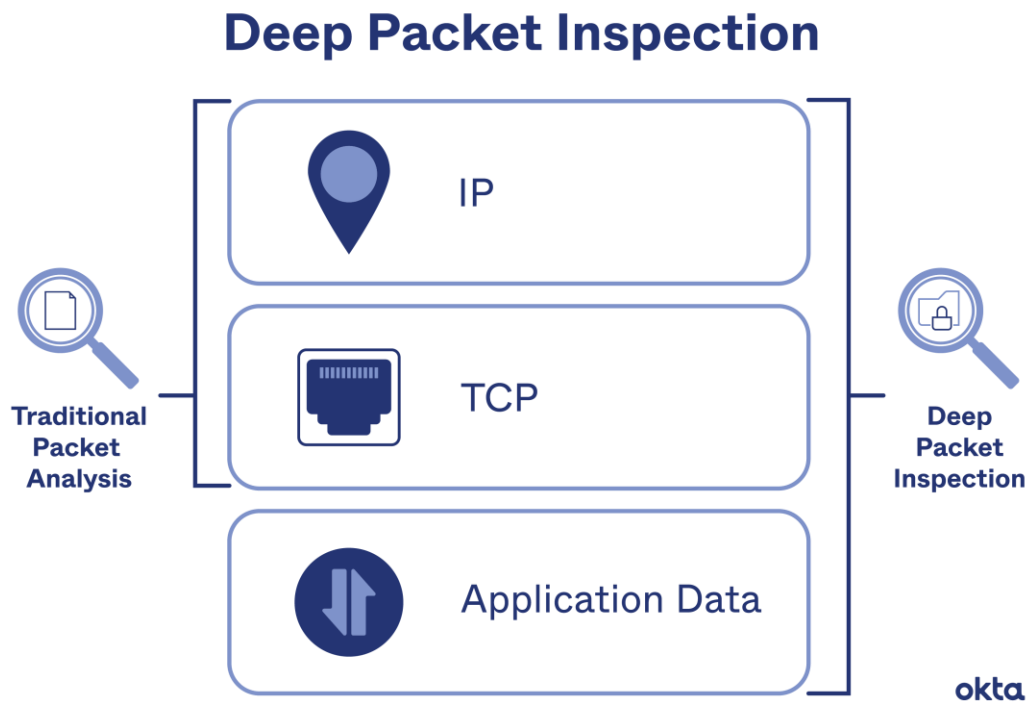 Deep Packet Inspection
IP
TCP
Application Data
Traditional
Packet
Analysis
Deep
Packet
Inspection
okta